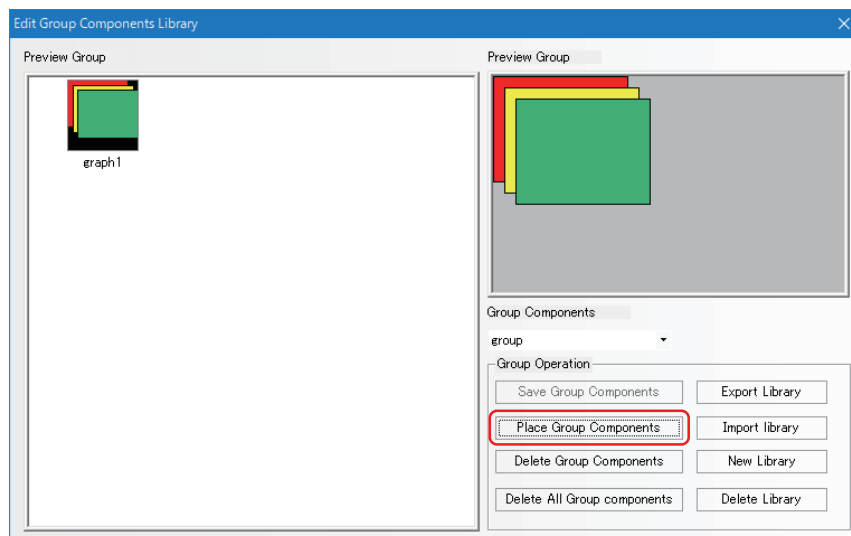 Edit Group Components Library
Preview Group
graph1
Preview Group
Group Components
group
Group Operation
Save Group Components
Export Library
Place Group Components
Import library
Delete Group Components
New Library
Delete All Group components
Delete Library